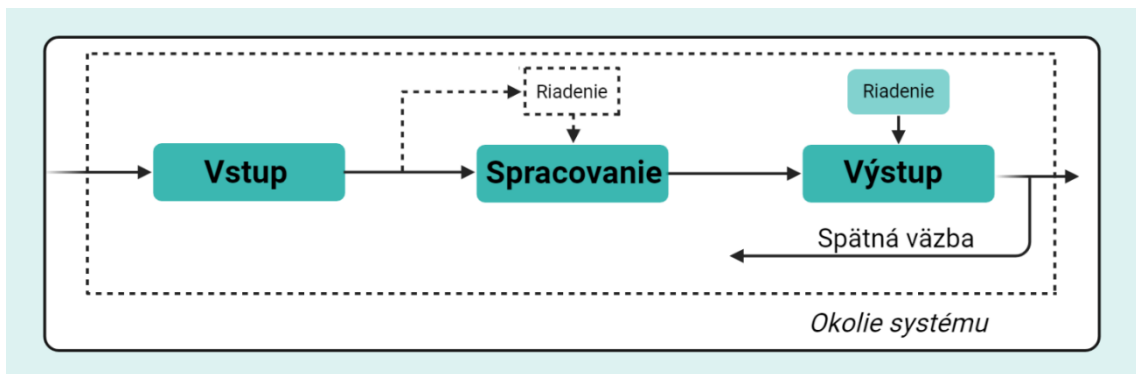 Riadenie
Riadenie
Vstup
Spracovanie
Výstup
Spätná väzba
Okolie systému